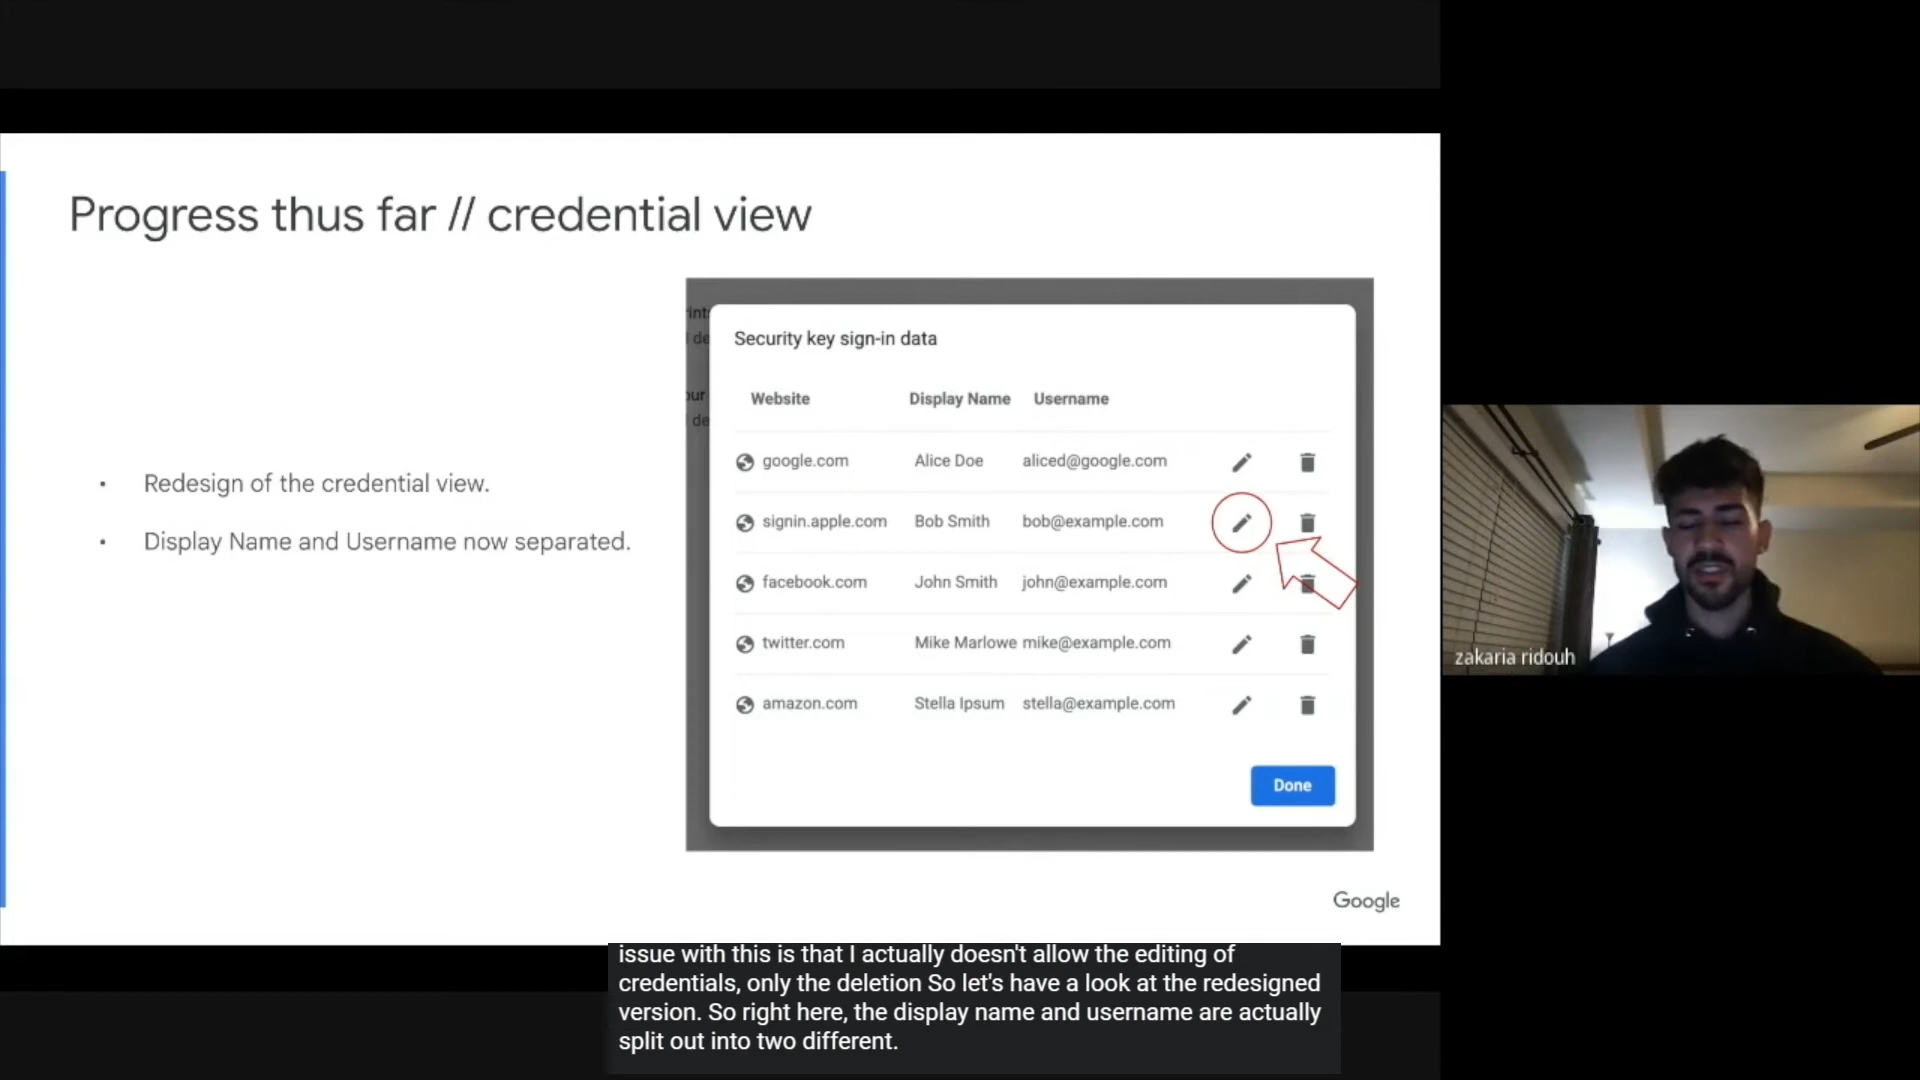 Progress thus far // credential view
Redesign of the credential view.
Display Name and Username now separated.
rint
i de
our
l de
Security key sign-in data
Website Display Name Username
google.com Alice Doe aliced@google.com
signin.apple.com Bob Smith bob@example.com
facebook.com John Smith john@example.com
twitter.com Mike Marlowe mike@example.com
amazon.com Stella Ipsum stella@example.com
Done
Google
zakaria ridouh
issue with this is that I actually doesn't allow the editing of
credentials, only the deletion So let's have a look at the redesigned
version. So right here, the display name and username are actually
split out into two different.